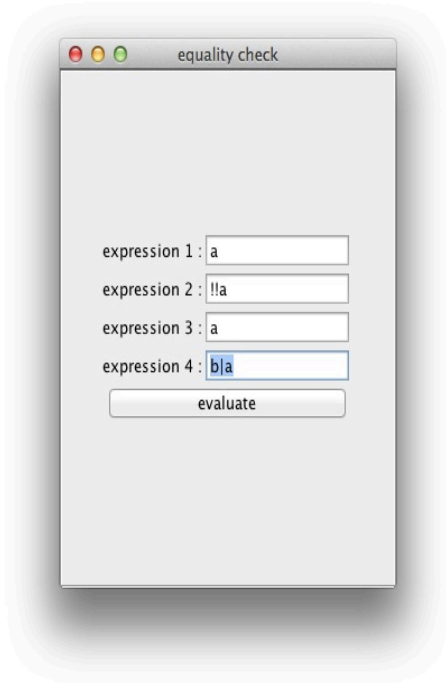 equality check
expression 1 : a
expression 2 : !!a
expression 3 : a
expression 4 : b|a
evaluate